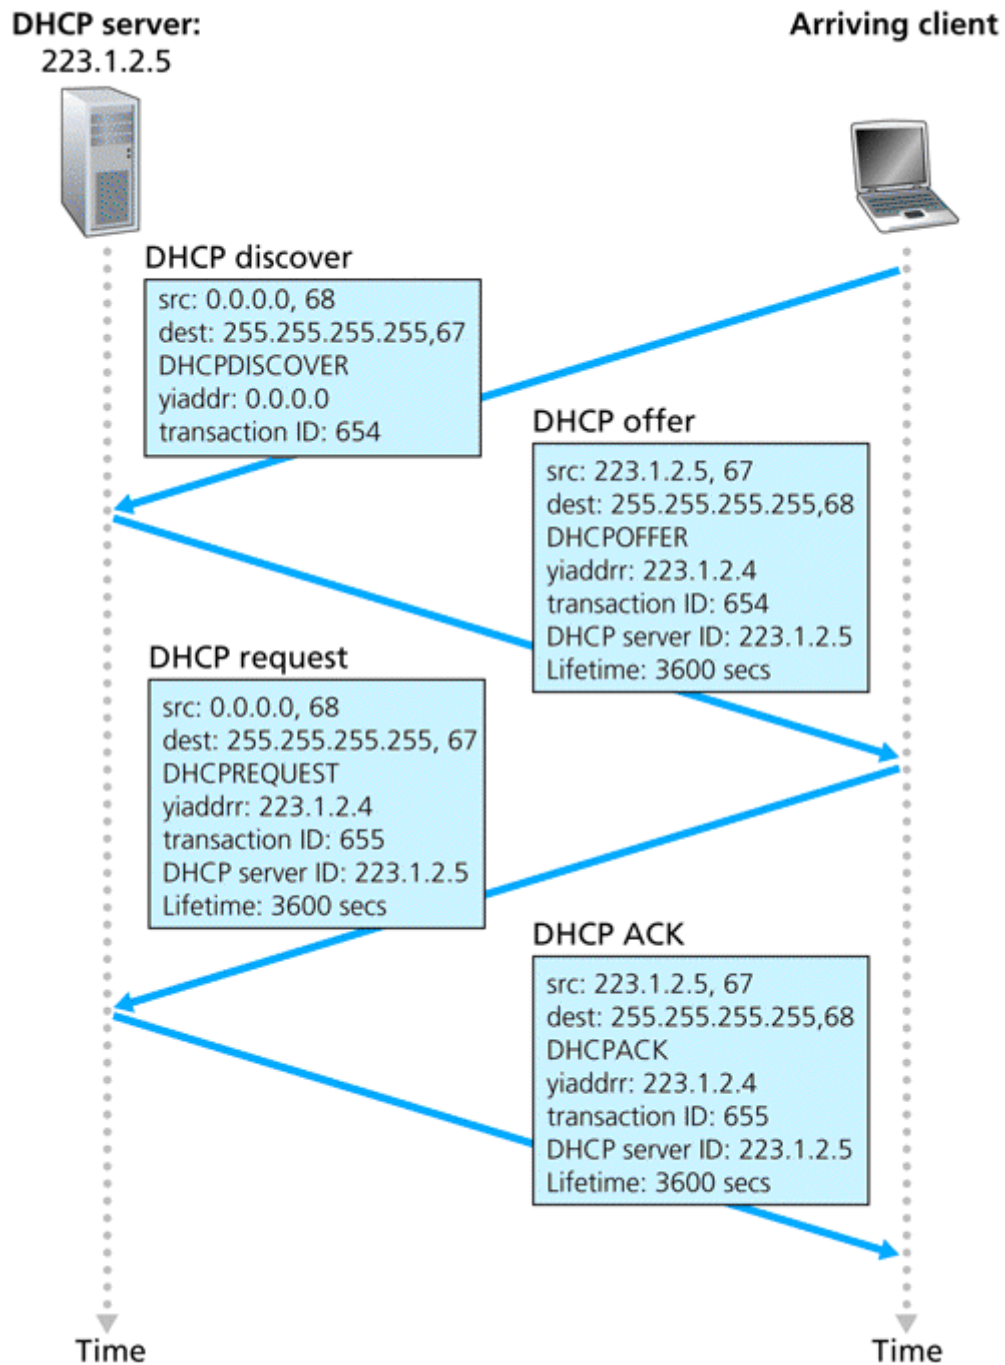 DHCP server:
223.1.2.5
Arriving client
DHCP discover
src: 0.0.0.0, 68
dest: 255.255.255.255,67
DHCPDISCOVER
yiaddr: 0.0.0.0
transaction ID: 654
DHCP offer
src: 223.1.2.5, 67
dest: 255.255.255.255,68
DHCPOFFER
yiaddrr: 223.1.2.4
transaction ID: 654
DHCP server ID: 223.1.2.5
Lifetime: 3600 secs
DHCP request
src: 0.0.0.0, 68
dest: 255.255.255.255, 67
DHCPREQUEST
yiaddrr: 223.1.2.4
transaction ID: 655
DHCP server ID: 223.1.2.5
Lifetime: 3600 secs
DHCP ACK
src: 223.1.2.5, 67
dest: 255.255.255.255,68
DHCPACK
yiaddrr: 223.1.2.4
transaction ID: 655
DHCP server ID: 223.1.2.5
Lifetime: 3600 secs
Time
Time